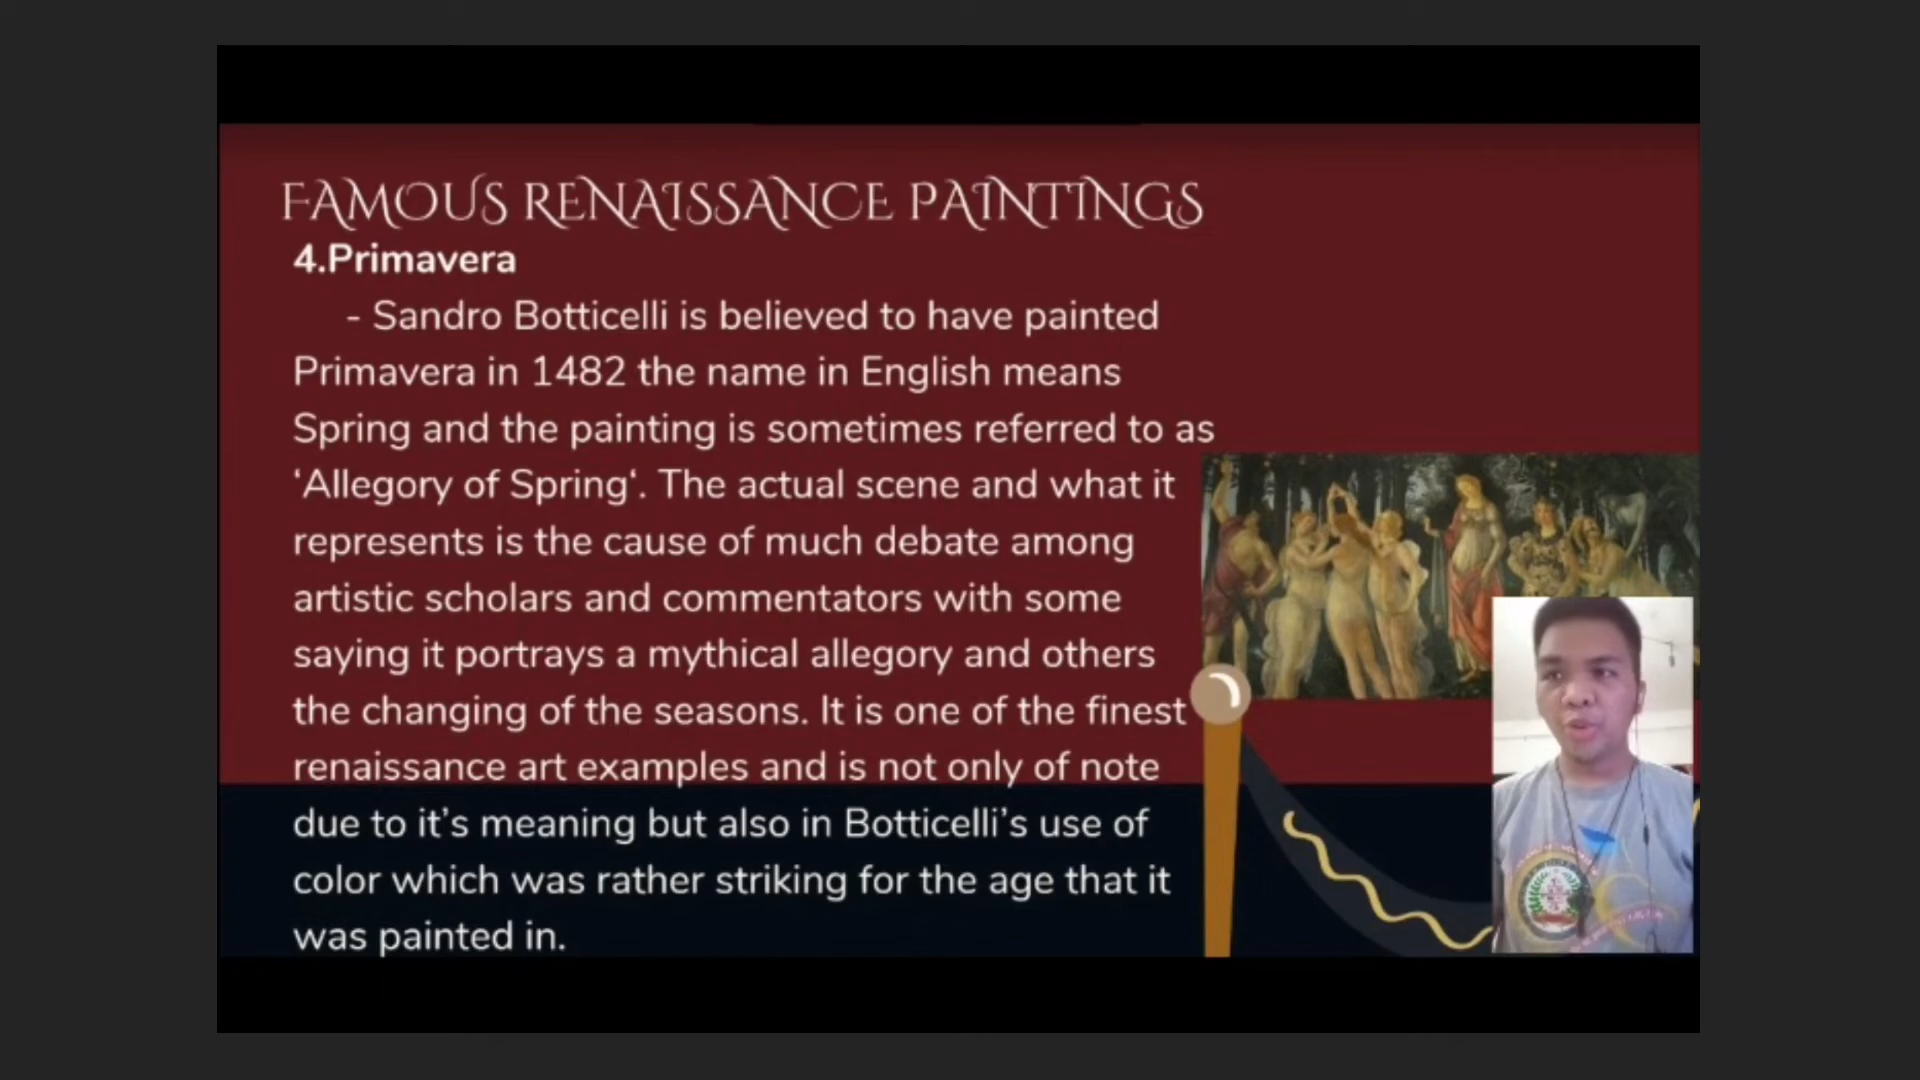 FAMOUS RENAISSANCE PAINTINGS
4.Primavera
- Sandro Botticelli is believed to have painted
Primavera in 1482 the name in English means
Spring and the painting is sometimes referred to as
‘Allegory of Spring‘. The actual scene and what it
represents is the cause of much debate among
artistic scholars and commentators with some
saying it portrays a mythical allegory and others
the changing of the seasons. It is one of the finest
renaissance art examples and is not only of note
due to it’s meaning but also in Botticelli’s use of
color which was rather striking for the age that it
was painted in.